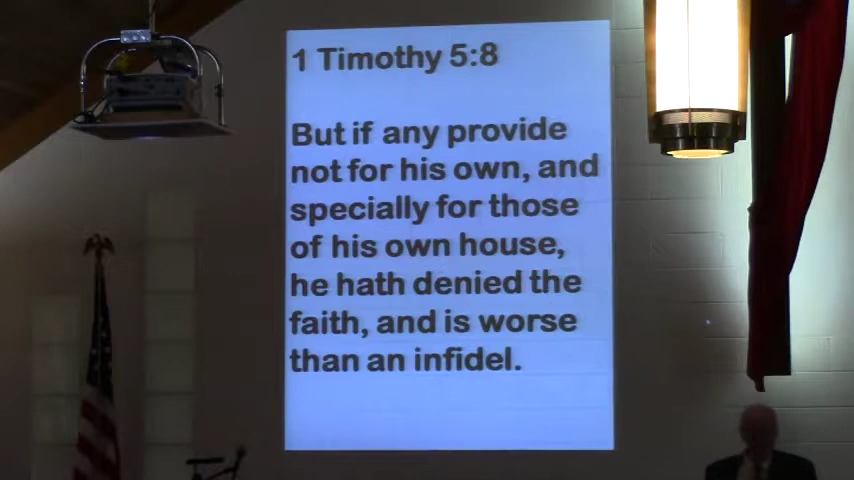 1 Timothy 5:8
But if any provide
not for his own, and
specially for those
of his own house,
he hath denied the
faith, and is worse
than an infidel.